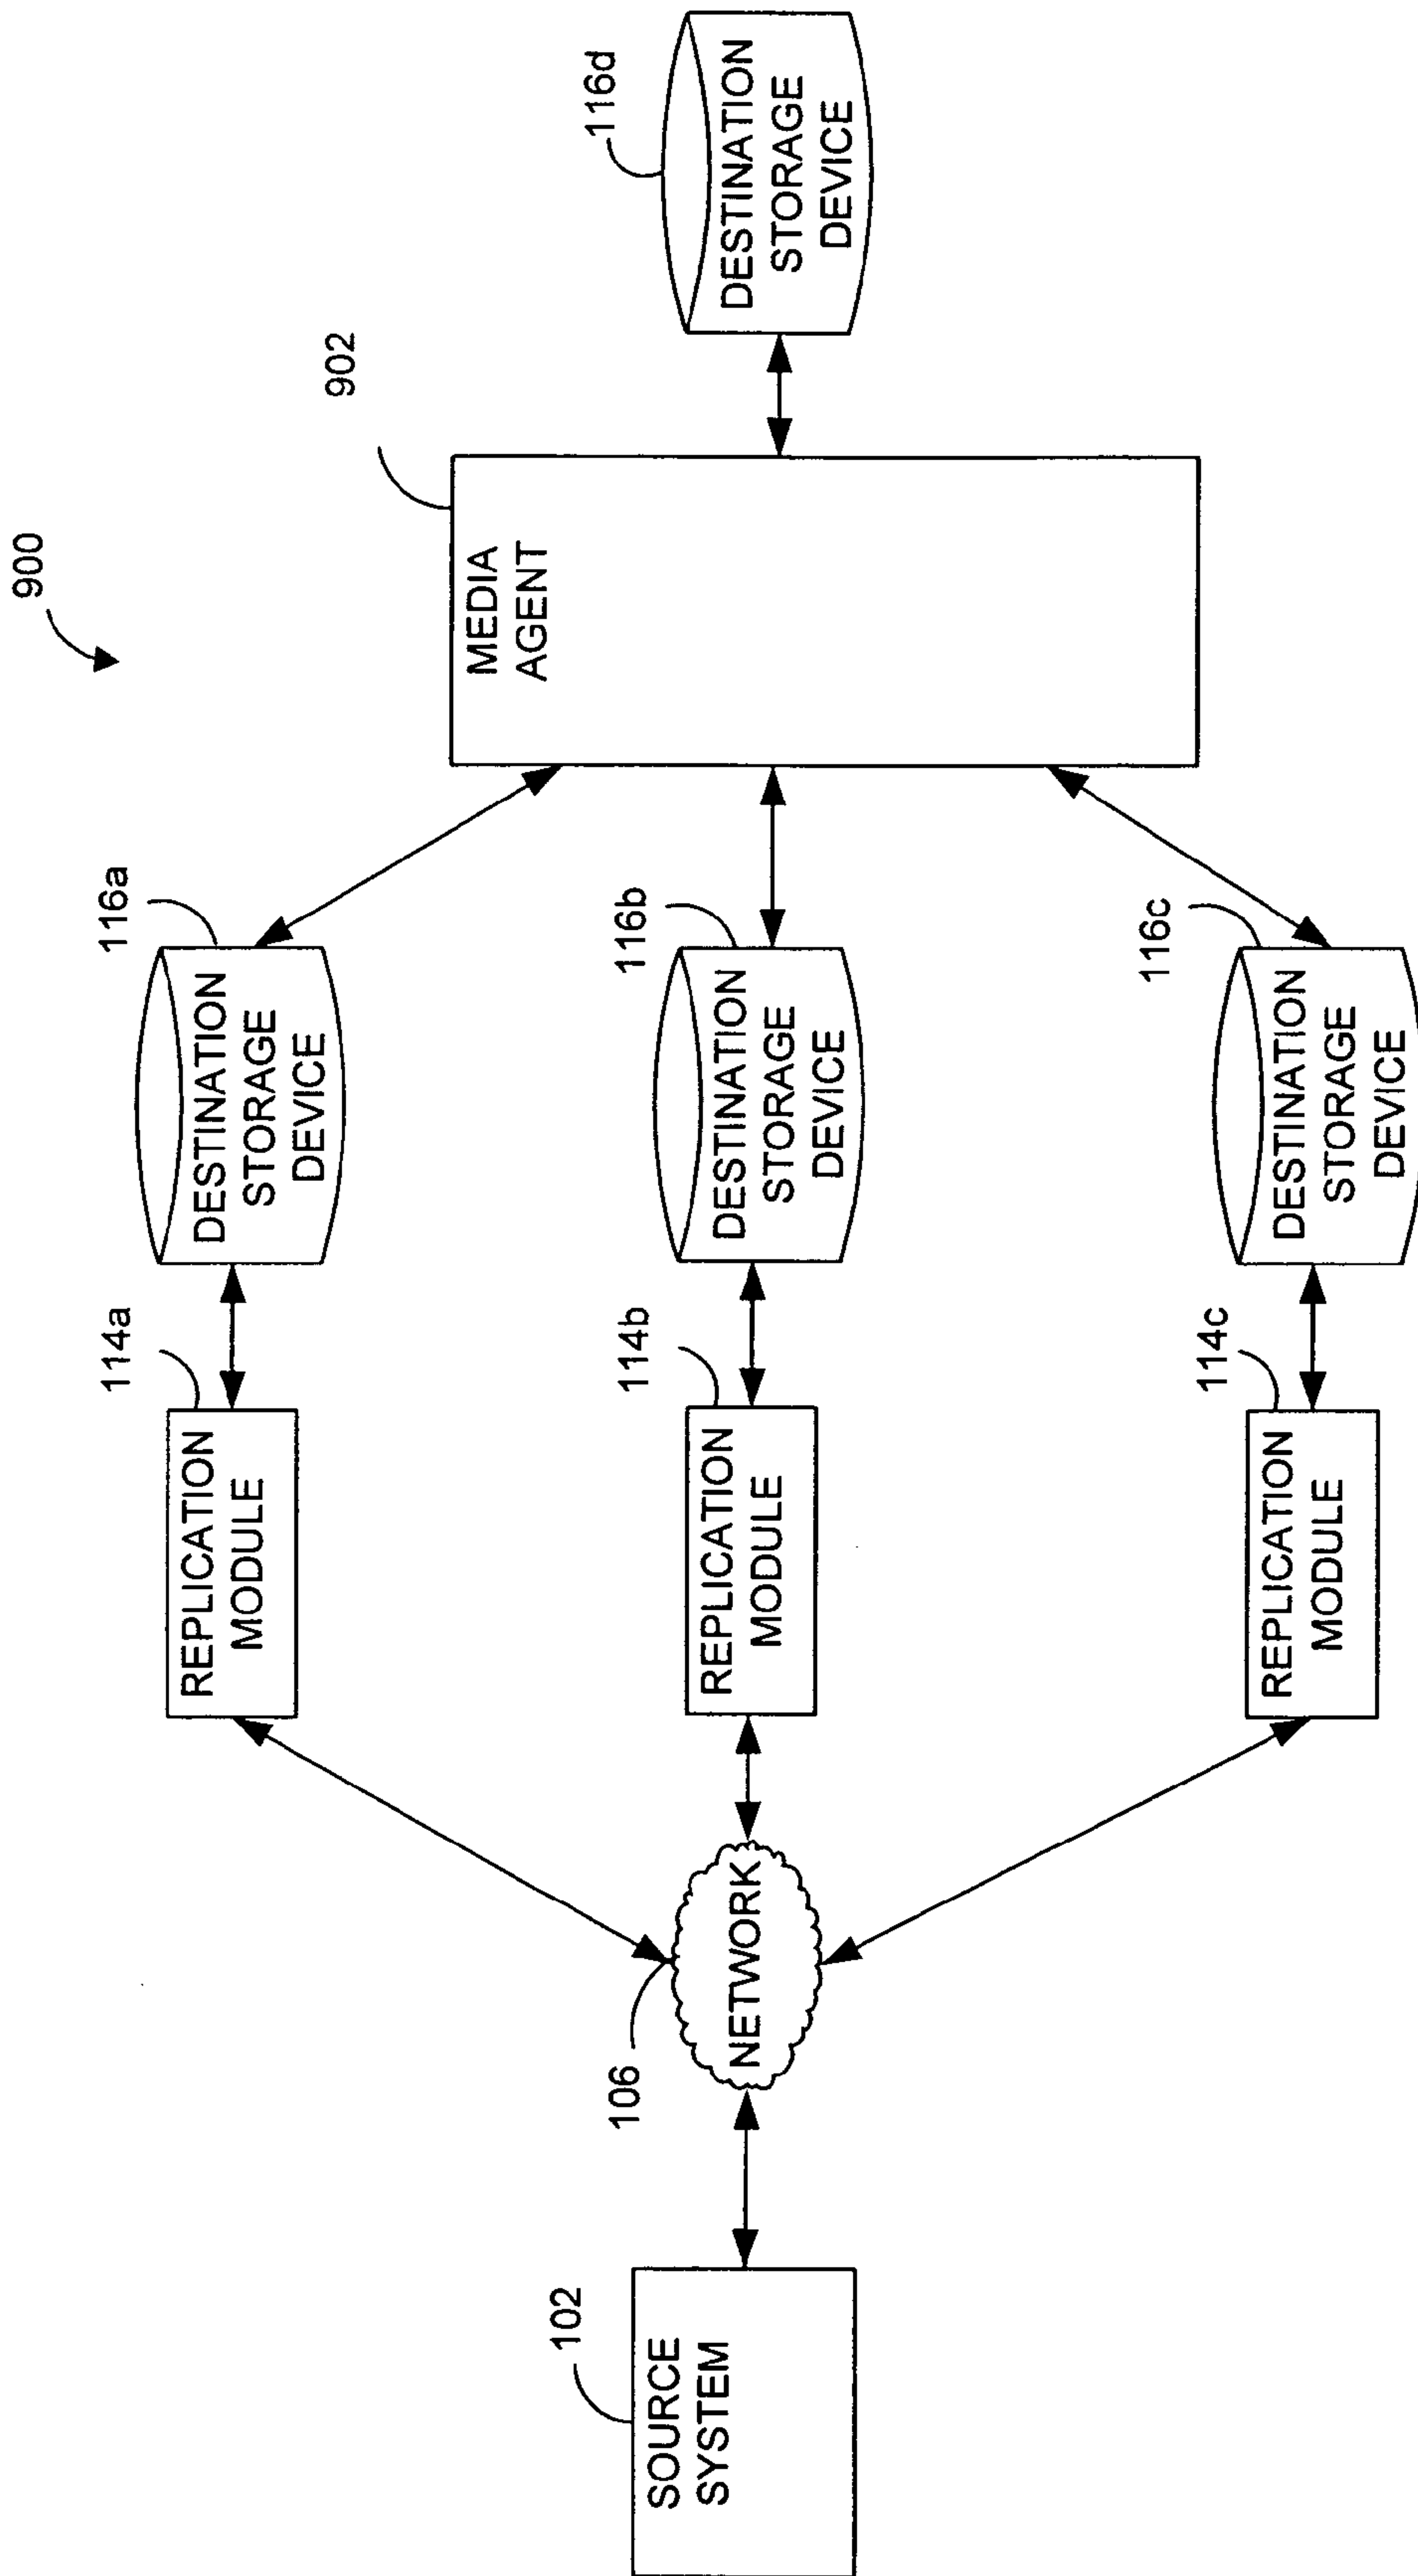 900
SOURCE
SYSTEM
102
NETWORK
106
REPLICATION
MODULE
114a
DESTINATION
STORAGE
DEVICE
116a
REPLICATION
MODULE
114b
DESTINATION
STORAGE
DEVICE
116b
REPLICATION
MODULE
114c
DESTINATION
STORAGE
DEVICE
116c
MEDIA
AGENT
902
DESTINATION
STORAGE
DEVICE
116d